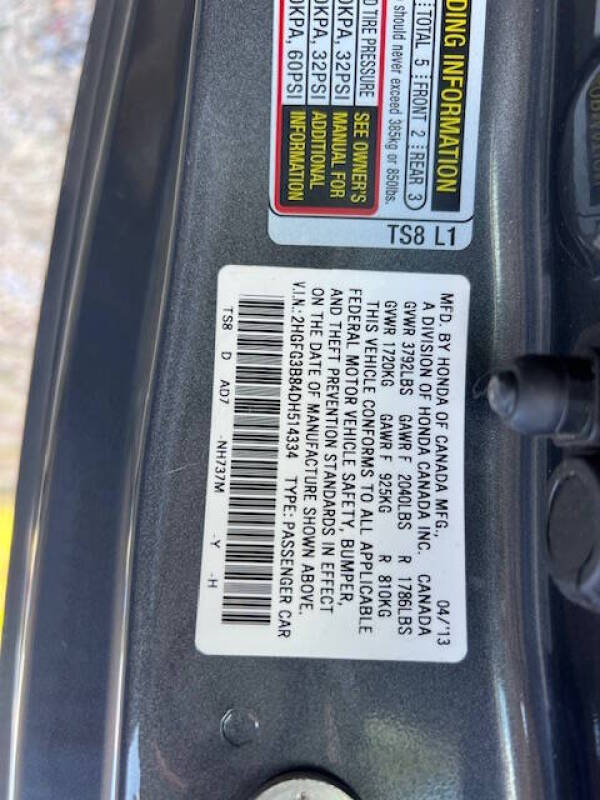 DING INFORMATION
TOTAL 5 FRONT 2 REAR 3
should never exceed 385kg or 850lbs.
TIRE PRESSURE
0KPA, 32PSI
0KPA, 32PSI
0KPA, 60PSI
SEE OWNER'S
MANUAL FOR
ADDITIONAL
INFORMATION
TS8 L1
MFD. BY HONDA OF CANADA MFG., 04/'13
A DIVISION OF HONDA CANADA INC. CANADA
GVWR 3792LBS GAWR F 2040LBS R 1786LBS
GVWR 1720KG GAWR F 925KG R 810KG
THIS VEHICLE CONFORMS TO ALL APPLICABLE
FEDERAL MOTOR VEHICLE SAFETY, BUMPER,
AND THEFT PREVENTION STANDARDS IN EFFECT
ON THE DATE OF MANUFACTURE SHOWN ABOVE.
V.I.N.: 2HGFG3B84DH514334 TYPE: PASSENGER CAR
TS8 D AD7 -NH737M -Y -H